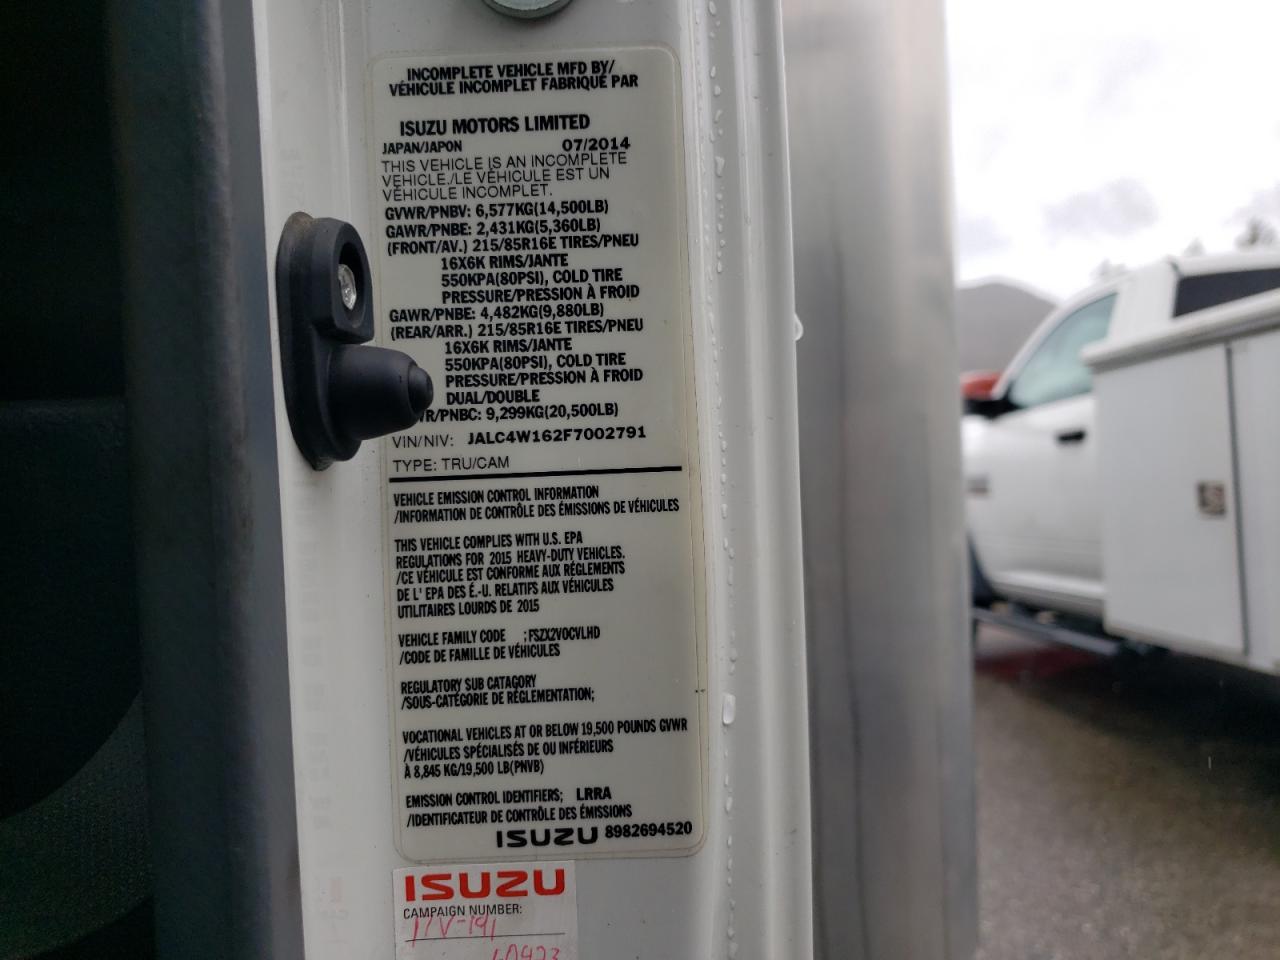 INCOMPLETE VEHICLE MFD BY/
VÉHICULE INCOMPLET FABRIQUÉ PAR
ISUZU MOTORS LIMITED
JAPAN/JAPON 07/2014
THIS VEHICLE IS AN INCOMPLETE
VEHICLE./LE VÉHICULE EST UN
VÉHICULE INCOMPLET.
GVWR/PNBV: 6,577KG(14,500LB)
GAWR/PNBE: 2,431KG(5,360LB)
(FRONT/AV.) 215/85R16E TIRES/PNEU
16X6K RIMS/JANTE
550KPA(80PSI), COLD TIRE
PRESSURE/PRESSION À FROID
GAWR/PNBE: 4,482KG(9,880LB)
(REAR/ARR.) 215/85R16E TIRES/PNEU
16X6K RIMS/JANTE
550KPA(80PSI), COLD TIRE
PRESSURE/PRESSION À FROID
DUAL/DOUBLE
WR/PNBC: 9,299KG(20,500LB)
VIN/NIV: JALC4W162F7002791
TYPE: TRU/CAM
VEHICLE EMISSION CONTROL INFORMATION
/INFORMATION DE CONTRÔLE DES ÉMISSIONS DE VÉHICULES
THIS VEHICLE COMPLIES WITH U.S. EPA
REGULATIONS FOR 2015 HEAVY-DUTY VEHICLES.
/CE VÉHICULE EST CONFORME AUX RÉGLEMENTS
DE L' EPA DES É.-U. RELATIFS AUX VÉHICULES
UTILITAIRES LOURDS DE 2015
VEHICLE FAMILY CODE ;FSZX2VOCVLHD
/CODE DE FAMILLE DE VÉHICULES
REGULATORY SUB CATAGORY
/SOUS-CATÉGORIE DE RÉGLEMENTATION;
VOCATIONAL VEHICLES AT OR BELOW 19,500 POUNDS GVWR
/VÉHICULES SPÉCIALISÉS DE OU INFÉRIEURS
À 8,845 KG/19,500 LB(PNVB)
EMISSION CONTROL IDENTIFIERS; LRRA
/IDENTIFICATEUR DE CONTRÔLE DES ÉMISSIONS
ISUZU 8982694520
ISUZU
CAMPAIGN NUMBER:
17V-191